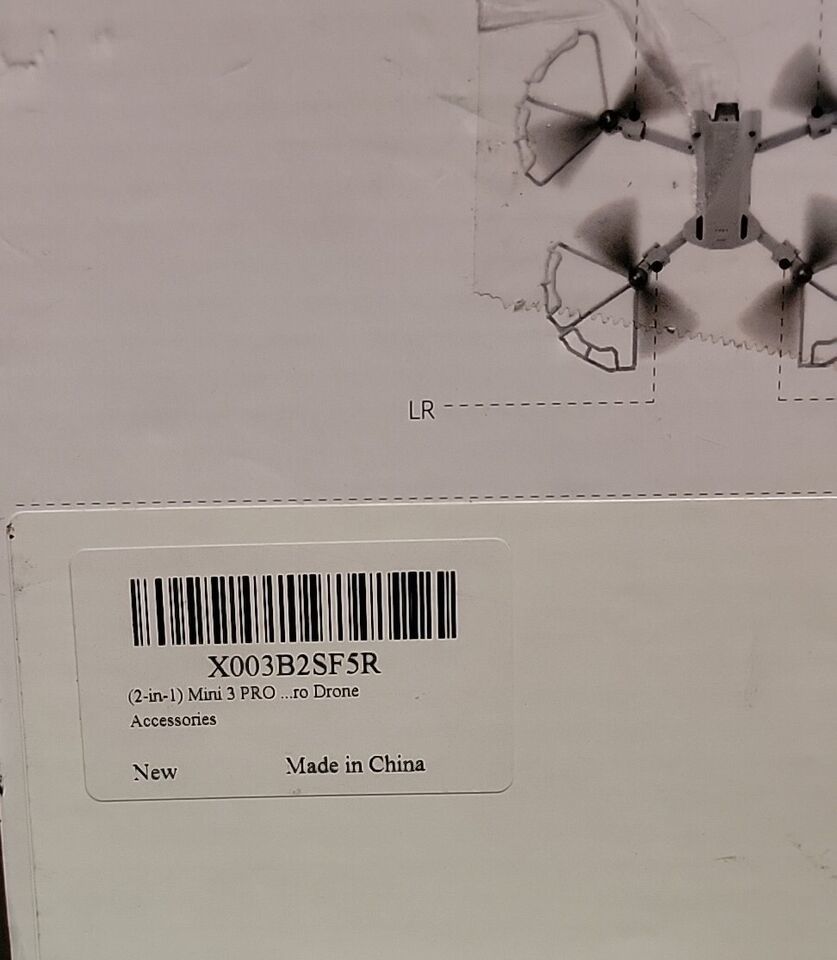 LR
X003B2SF5R
(2-in-1) Mini 3 PRO ...ro Drone
Accessories
New Made in China